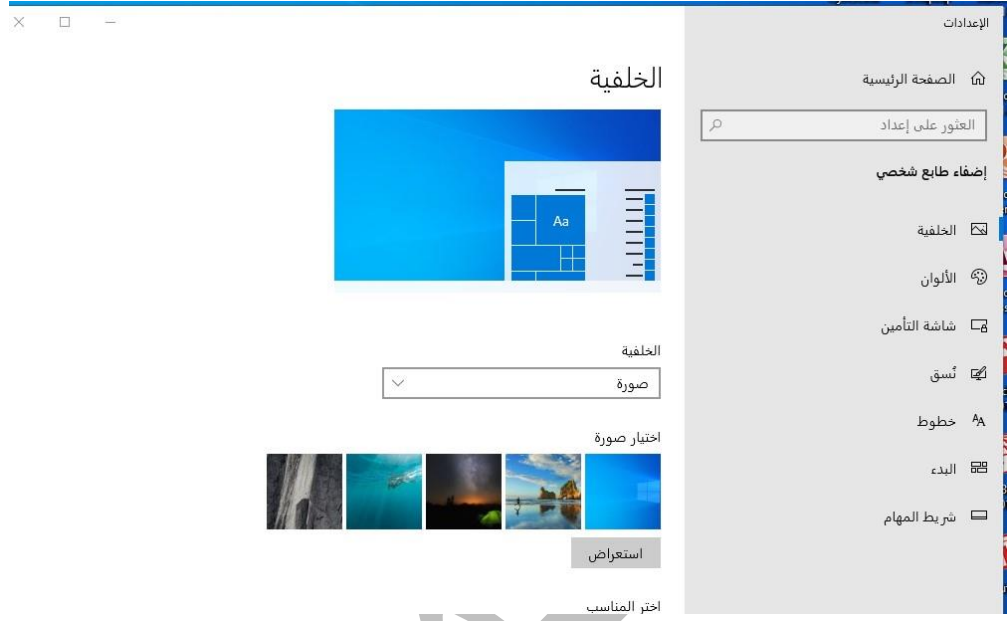 الإعدادات
الصفحة الرئيسية
العثور على إعداد
إضفاء طابع شخصي
الخلفية
الألوان
شاشة التأمين
نُسق
خطوط
البدء
شريط المهام
الخلفية
Aa
الخلفية
صورة
اختيار صورة
استعراض
اختر المناسب